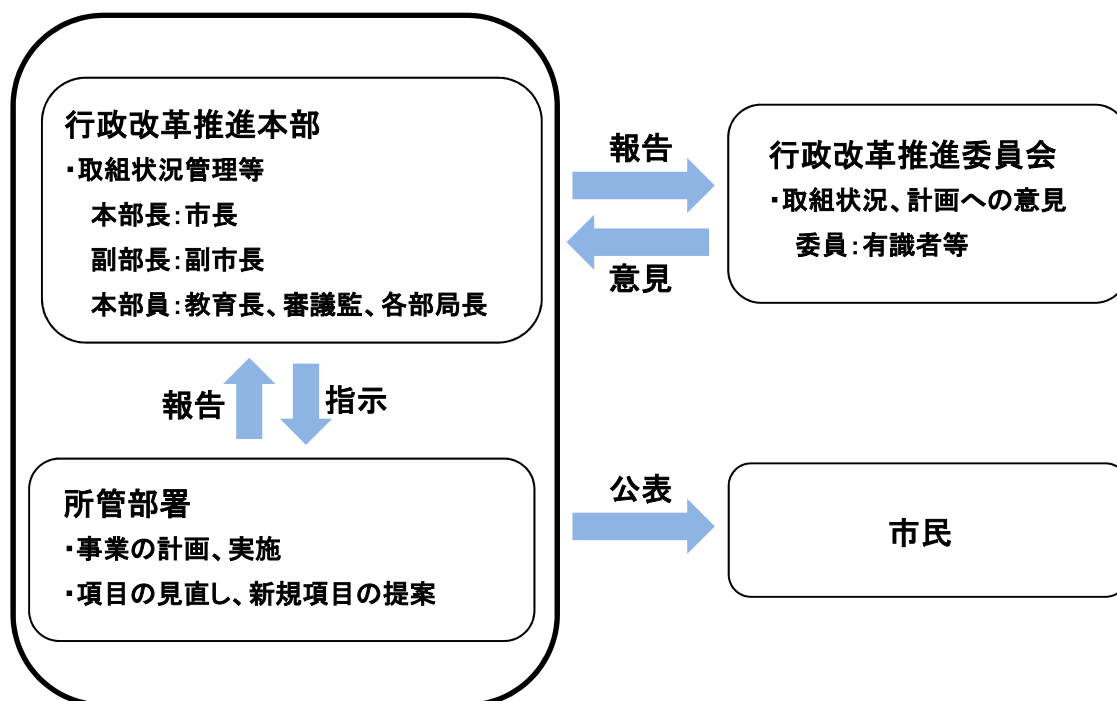 行政改革推進本部
・取組状況管理等
本部長：市長
副部長：副市長
本部員：教育長、審議監、各部局長
報告
意見
行政改革推進委員会
・取組状況、計画への意見
委員：有識者等
報告
指示
所管部署
・事業の計画、実施
・項目の見直し、新規項目の提案
公表
市民